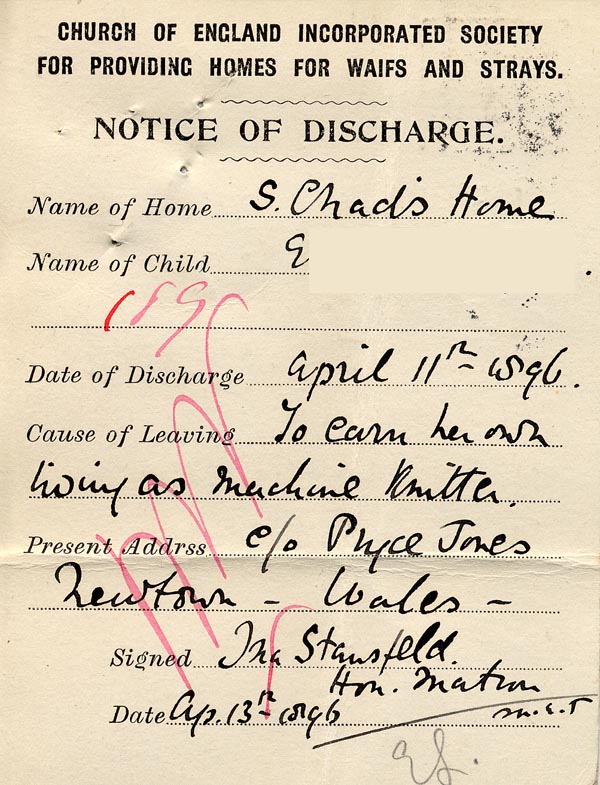 CHURCH OF ENGLAND INCORPORATED SOCIETY
FOR PROVIDING HOMES FOR WAIFS AND STRAYS.
NOTICE OF DISCHARGE.
Name of Home S. Chad's Home
Name of Child E
Date of Discharge April 11th 1896.
Cause of Leaving To earn her own
living as Machine Knitter.
Present Addrss c/o Pryce Jones
Newtown - Wales -
Signed Ina Stansfeld.
Hon. Matron
Date Ap. 13th 1896